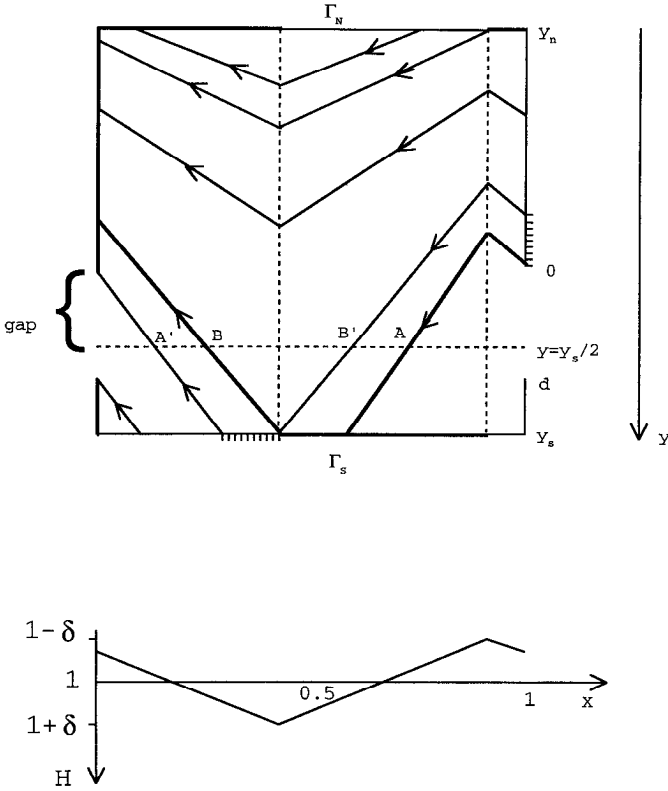 Γ_N
y_n
0
gap
A' B B' A
y=y_s/2
d
y_s
Γ_s
y
1-δ
1
0.5
1
x
1+δ
H